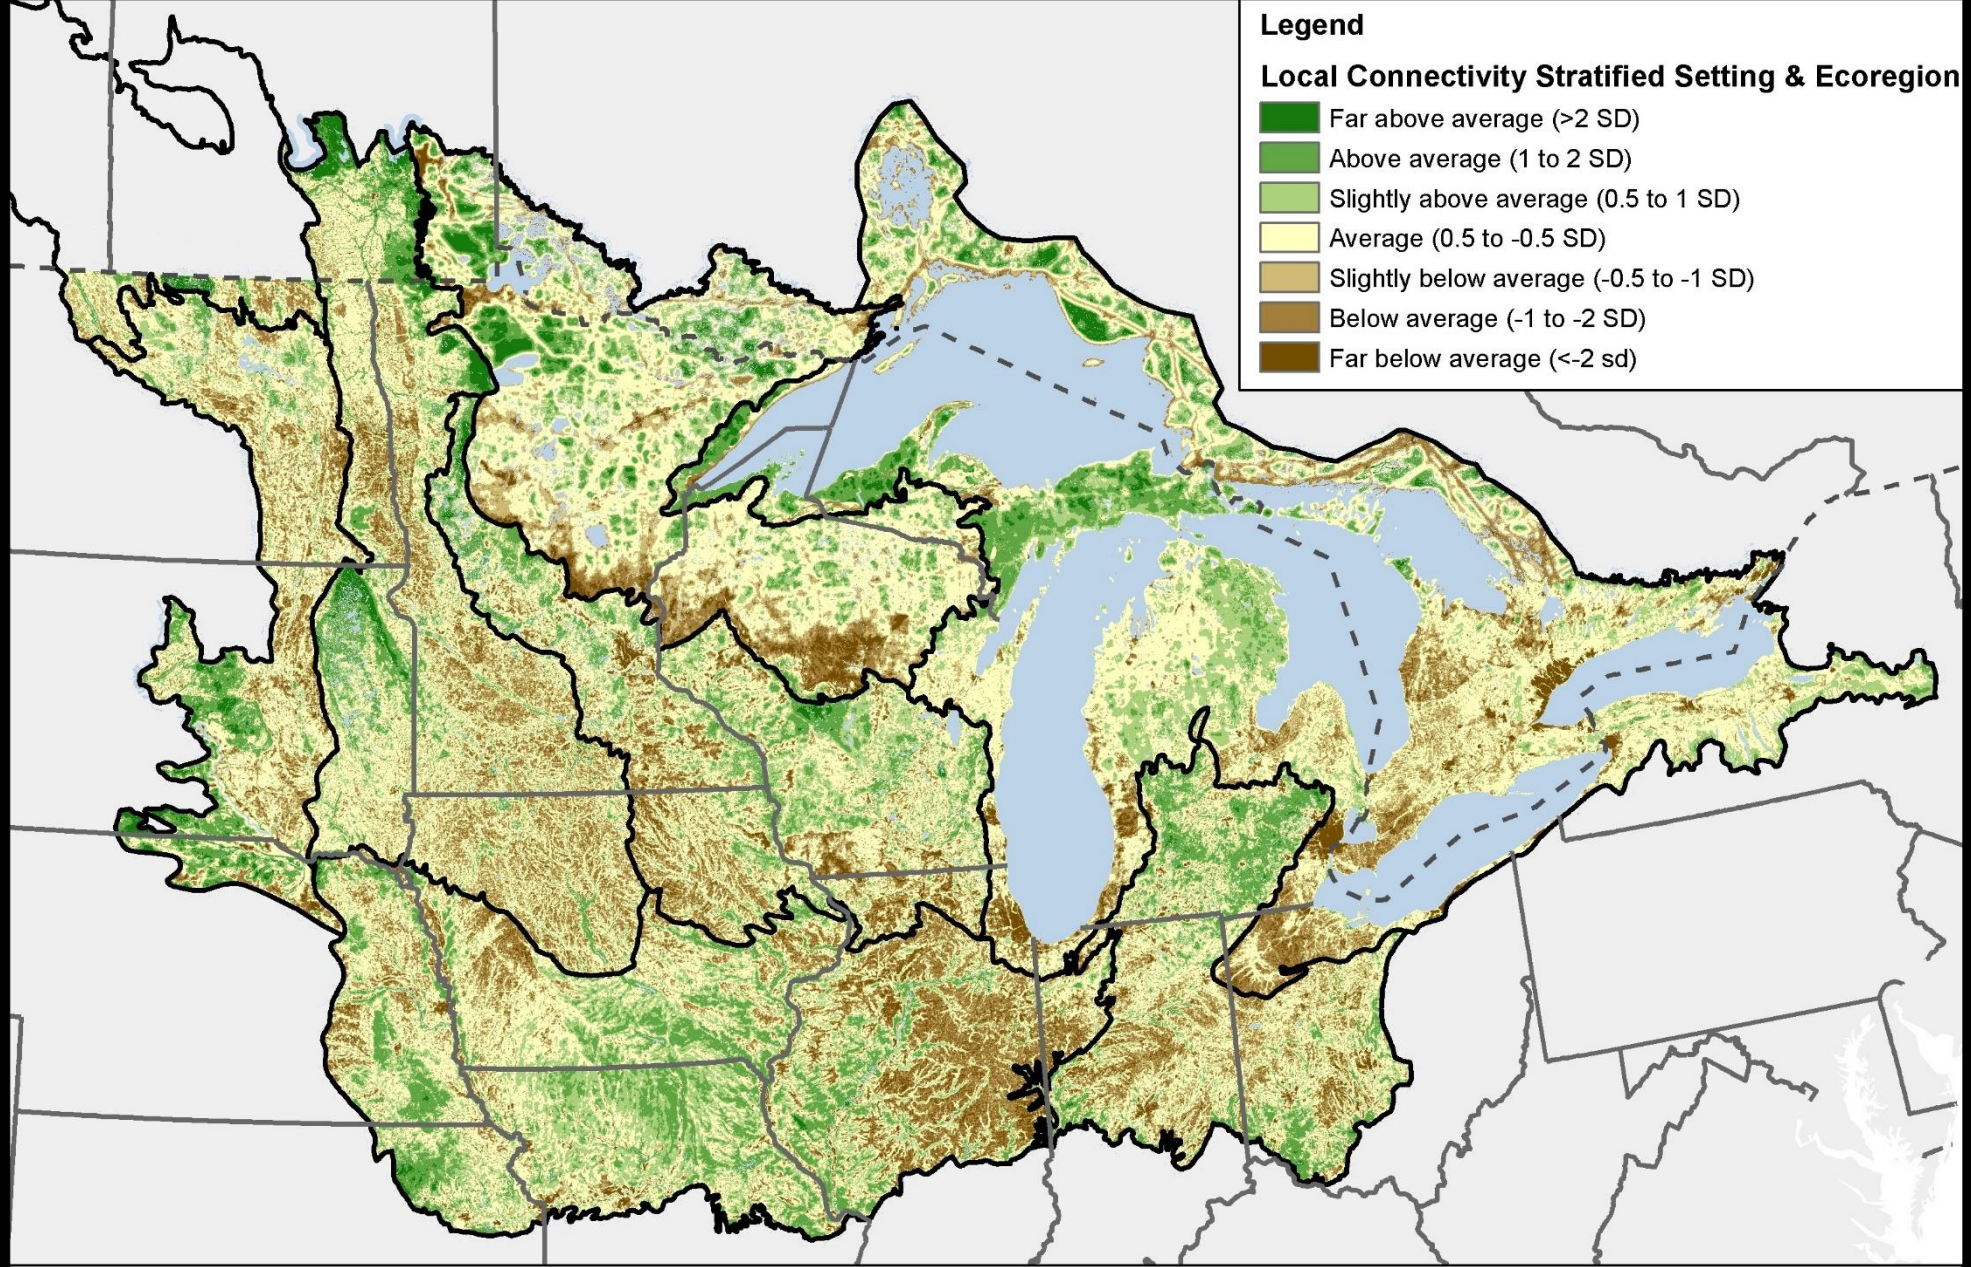 Legend
Local Connectivity Stratified Setting & Ecoregion
Far above average (>2 SD)
Above average (1 to 2 SD)
Slightly above average (0.5 to 1 SD)
Average (0.5 to -0.5 SD)
Slightly below average (-0.5 to -1 SD)
Below average (-1 to -2 SD)
Far below average (<-2 sd)